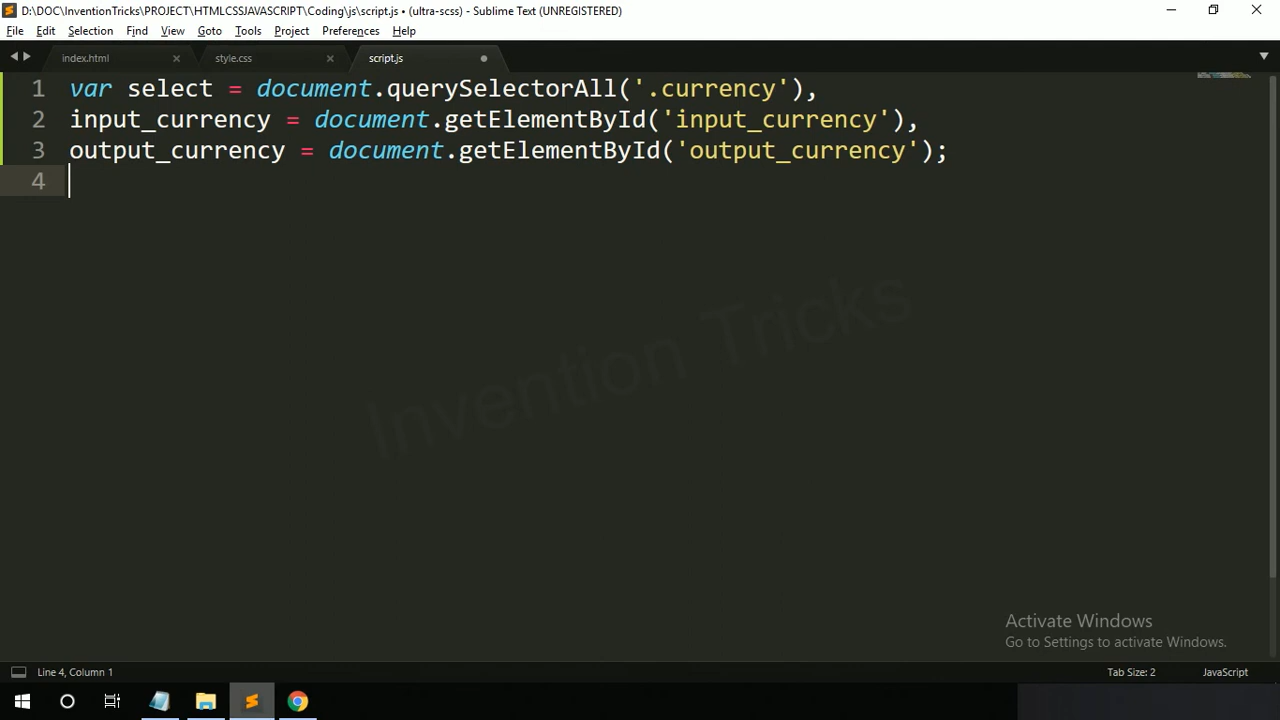 D:\DOC\InventionTricks\PROJECT\HTMLCSSJAVASCRIPT\Coding\js\script.js • (ultra-scss) - Sublime Text (UNREGISTERED)
File Edit Selection Find View Goto Tools Project Preferences Help
index.html style.css script.js
1 var select = document.querySelectorAll('.currency'),
2 input_currency = document.getElementById('input_currency'),
3 output_currency = document.getElementById('output_currency');
4
Invention Tricks
Activate Windows
Go to Settings to activate Windows.
Line 4, Column 1 Tab Size: 2 JavaScript